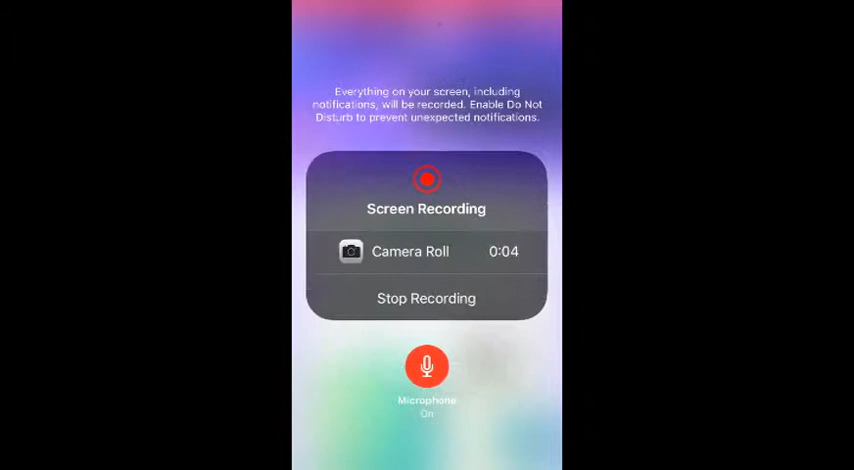 Everything on your screen, including
notifications, will be recorded. Enable Do Not
Disturb to prevent unexpected notifications.
Screen Recording
Camera Roll 0:04
Stop Recording
Microphone
On